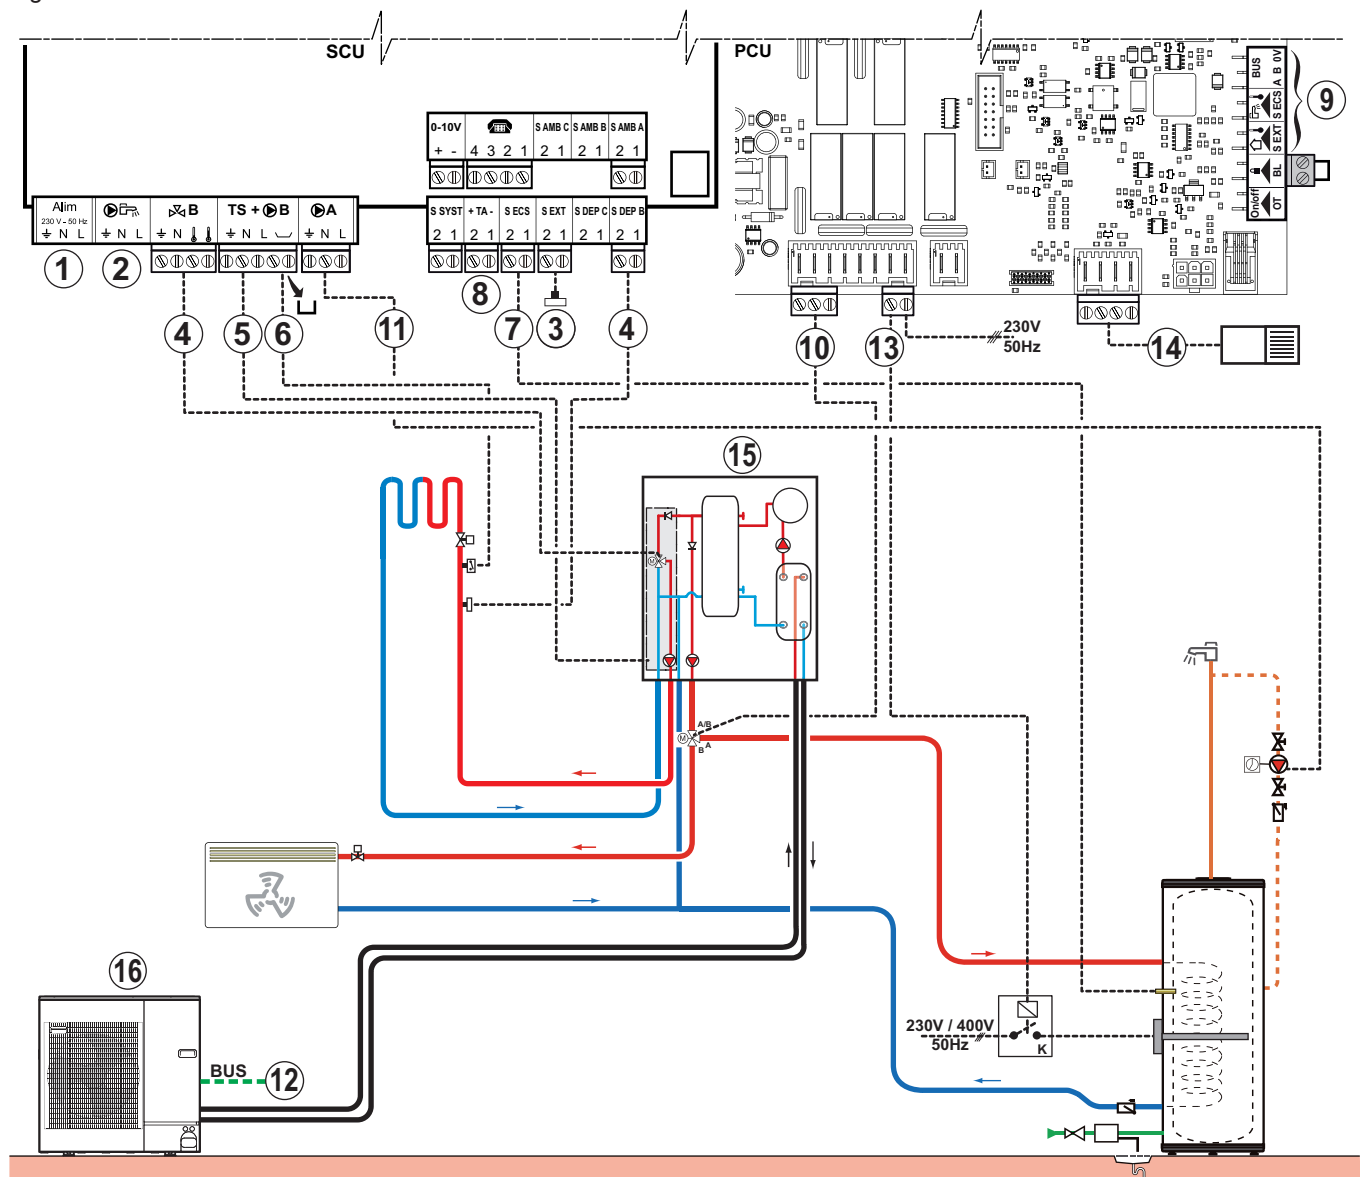 SCU
PCU
0-10V S AMB C S AMB B S AMB A
+ - 4 3 2 1 2 1 2 1 2 1
Alim
230 V - 50 Hz
N L
N L
B
N
TS + B
N L
A
N L
S SYST + TA - S ECS S EXT S DEP C S DEP B
2 1 2 1 2 1 2 1 2 1 2 1
BUS
A B 0V
S ECS
S EXT
BL
On/off
OT
9
1
2
4
5
6
11
8
7
3
4
10
13
230V
50Hz
14
15
M
A/B
M
B A
16
BUS
12
230V / 400V
50Hz
K